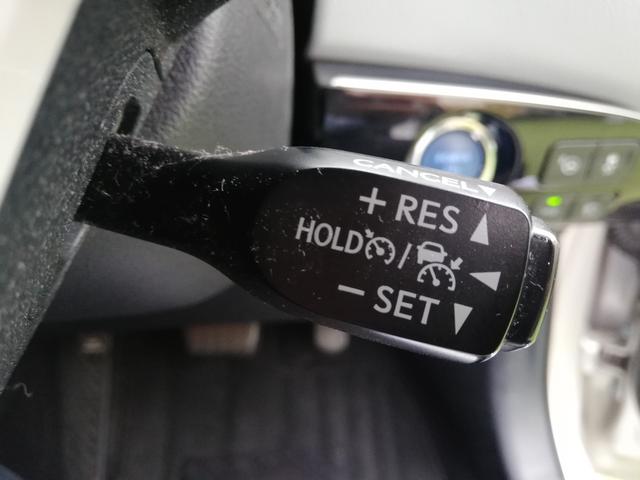 CANCEL
+ RES
HOLD /
− SET